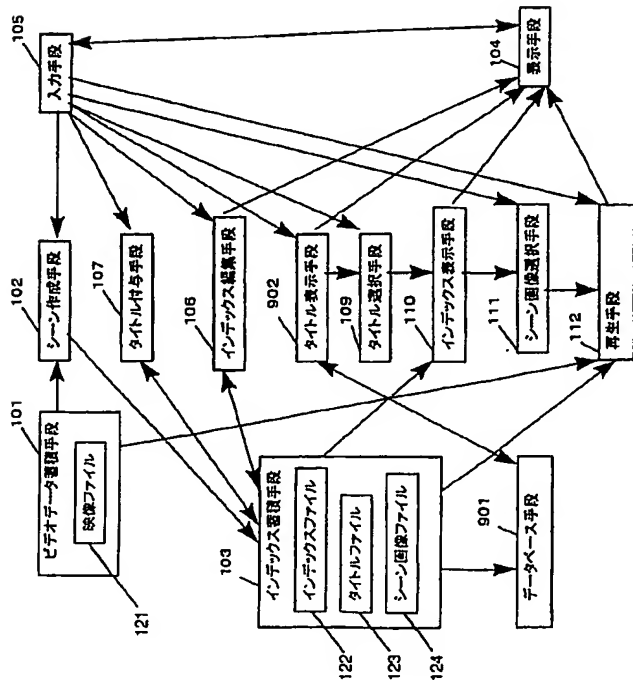 101
ビデオデータ蓄積手段
映像ファイル
121
103
インデックス蓄積手段
インデックスファイル
122
タイトルファイル
123
シーン画像ファイル
124
901
データベース手段
102
シーン作成手段
107
タイトル付与手段
106
インデックス編集手段
902
タイトル表示手段
109
タイトル選択手段
110
インデックス表示手段
111
シーン画像選択手段
112
再生手段
105
入力手段
104
表示手段